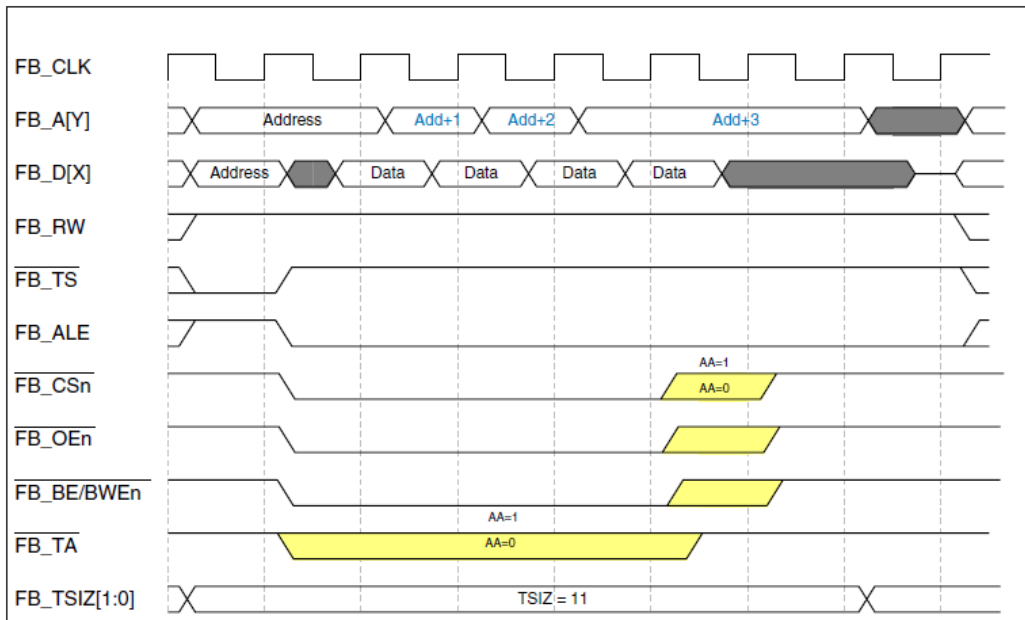 FB_CLK
FB_A[Y] Address Add+1 Add+2 Add+3
FB_D[X] Address Data Data Data Data
FB_RW
FB_TS
FB_ALE
AA=1
FB_CSn AA=0
FB_OEn
FB_BE/BWEn
AA=1
FB_TA AA=0
FB_TSIZ[1:0] TSIZ = 11